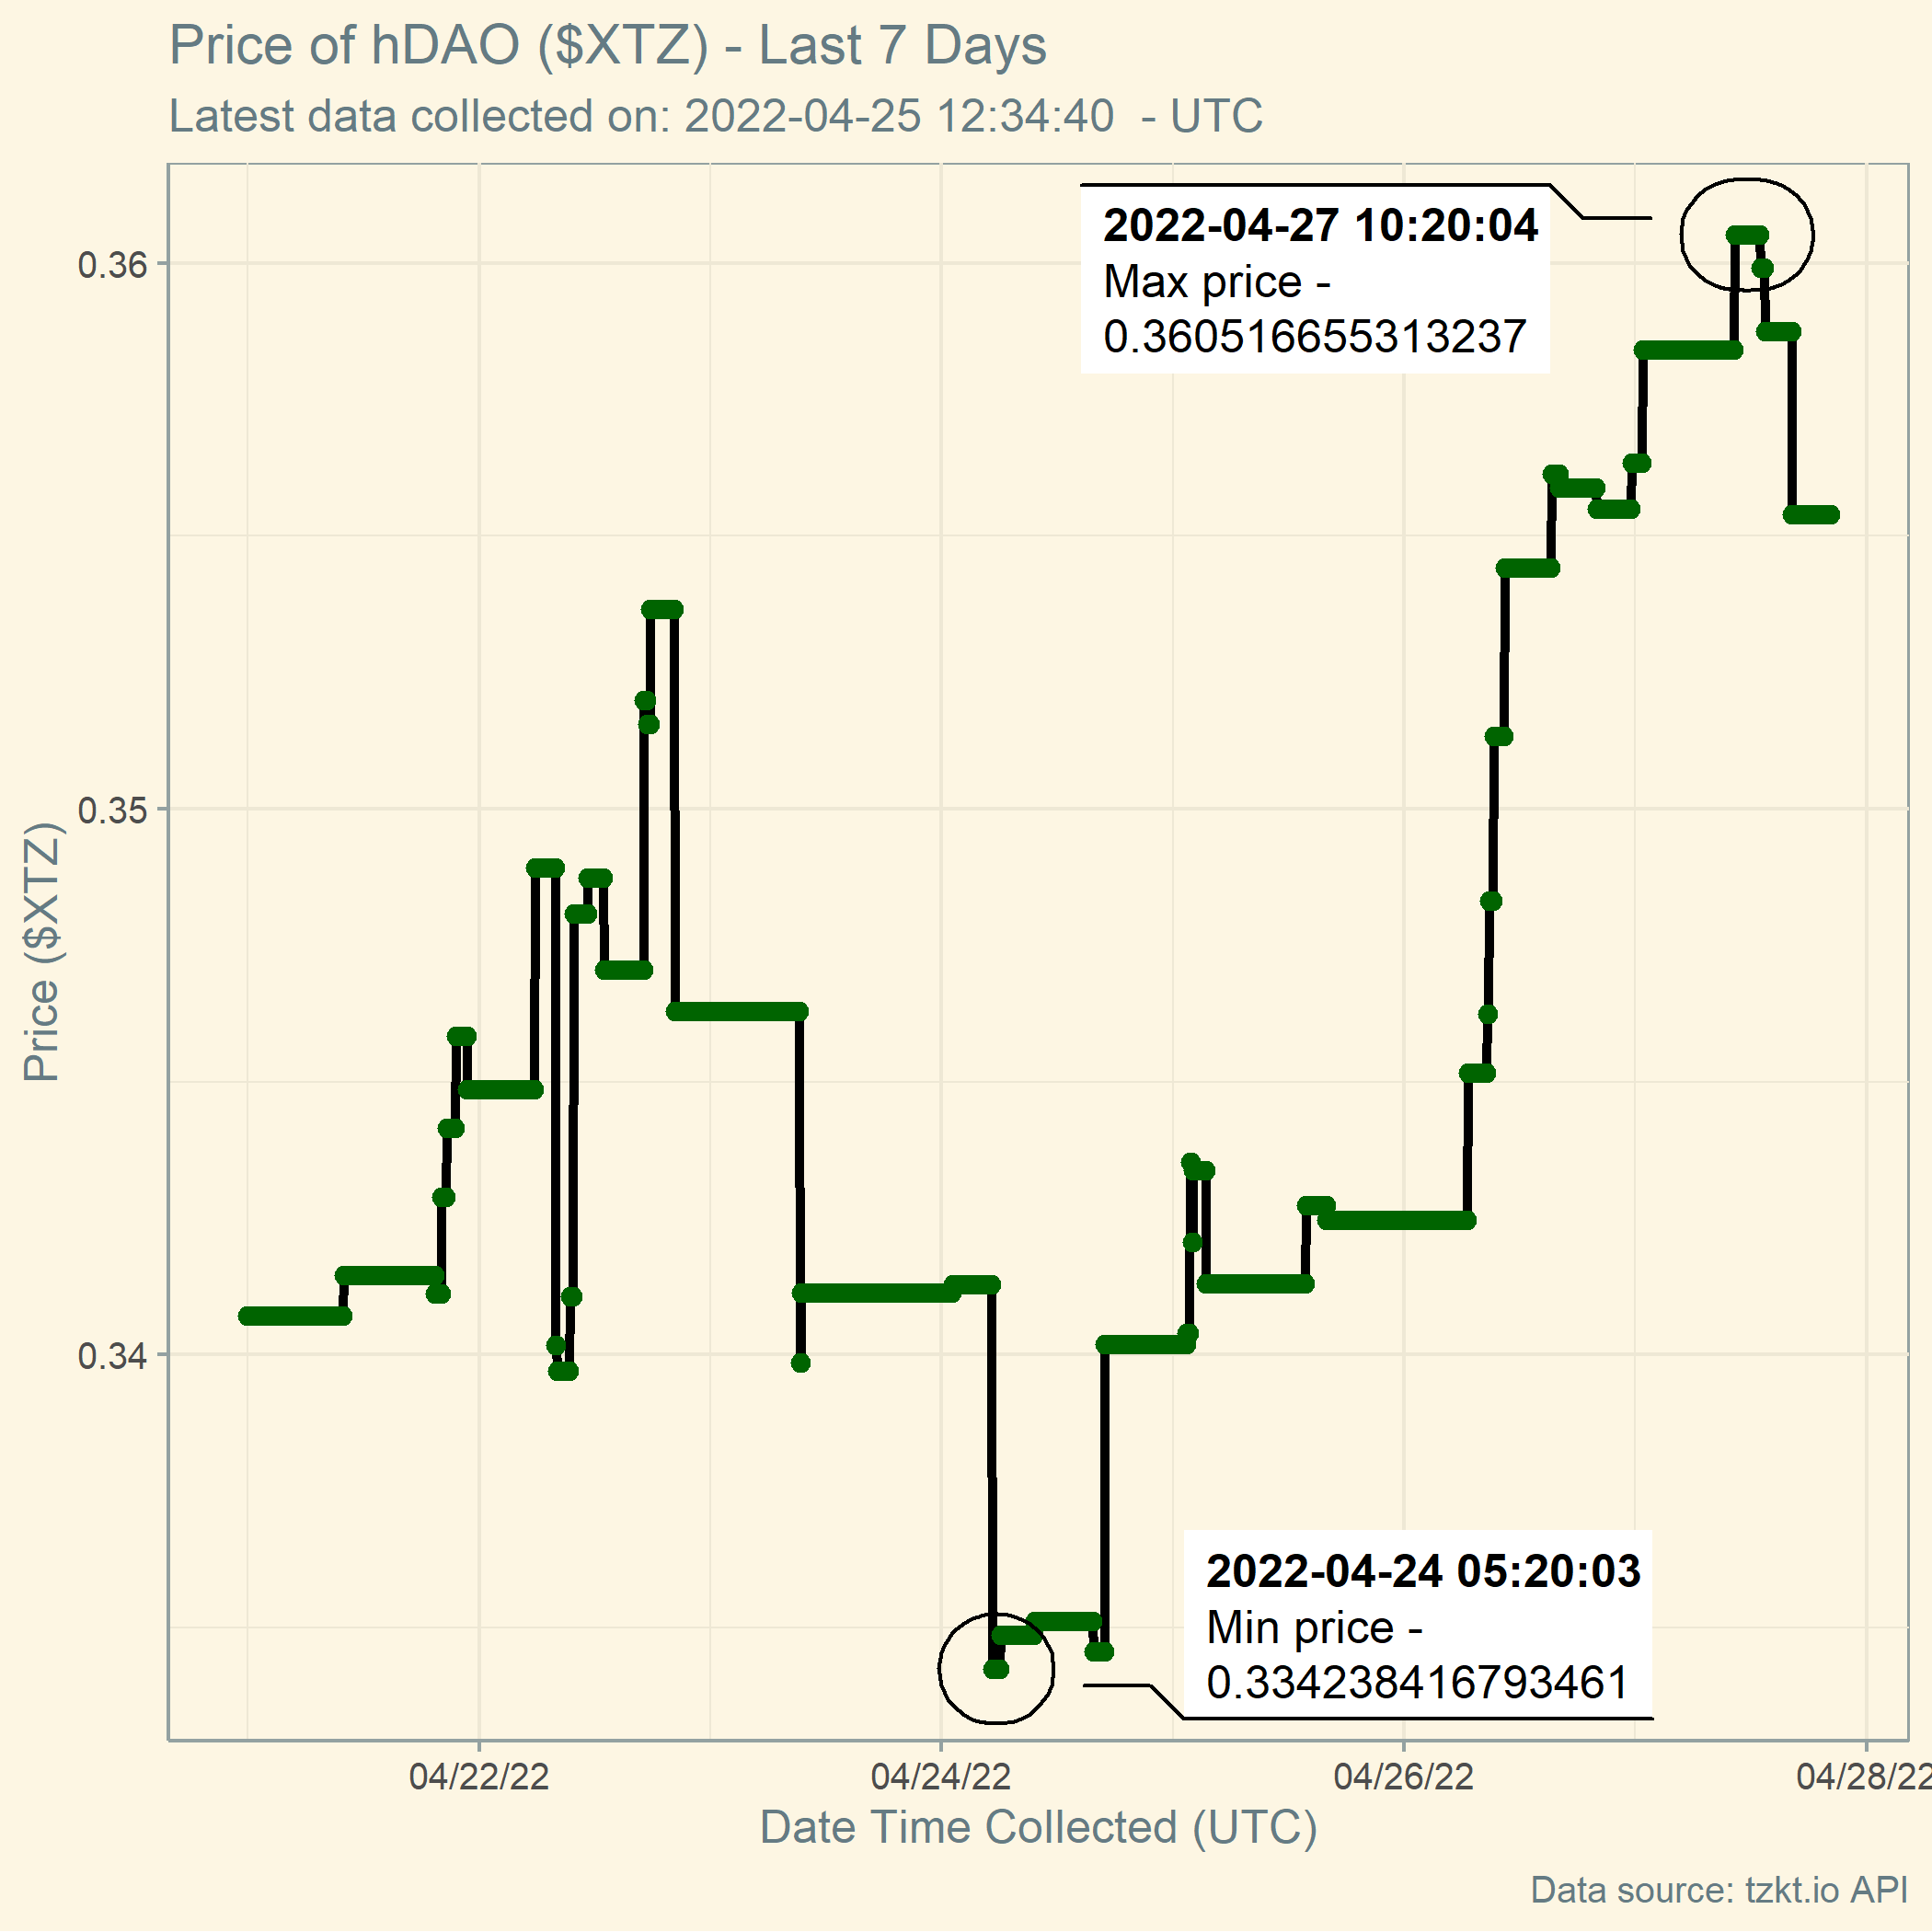 Price of hDAO ($XTZ) - Last 7 Days
Latest data collected on: 2022-04-25 12:34:40  - UTC
2022-04-27 10:20:04
Max price -
0.360516655313237
0.36
0.35
0.34
Price ($XTZ)
2022-04-24 05:20:03
Min price -
0.334238416793461
04/22/22
04/24/22
04/26/22
04/28/22
Date Time Collected (UTC)
Data source: tzkt.io API